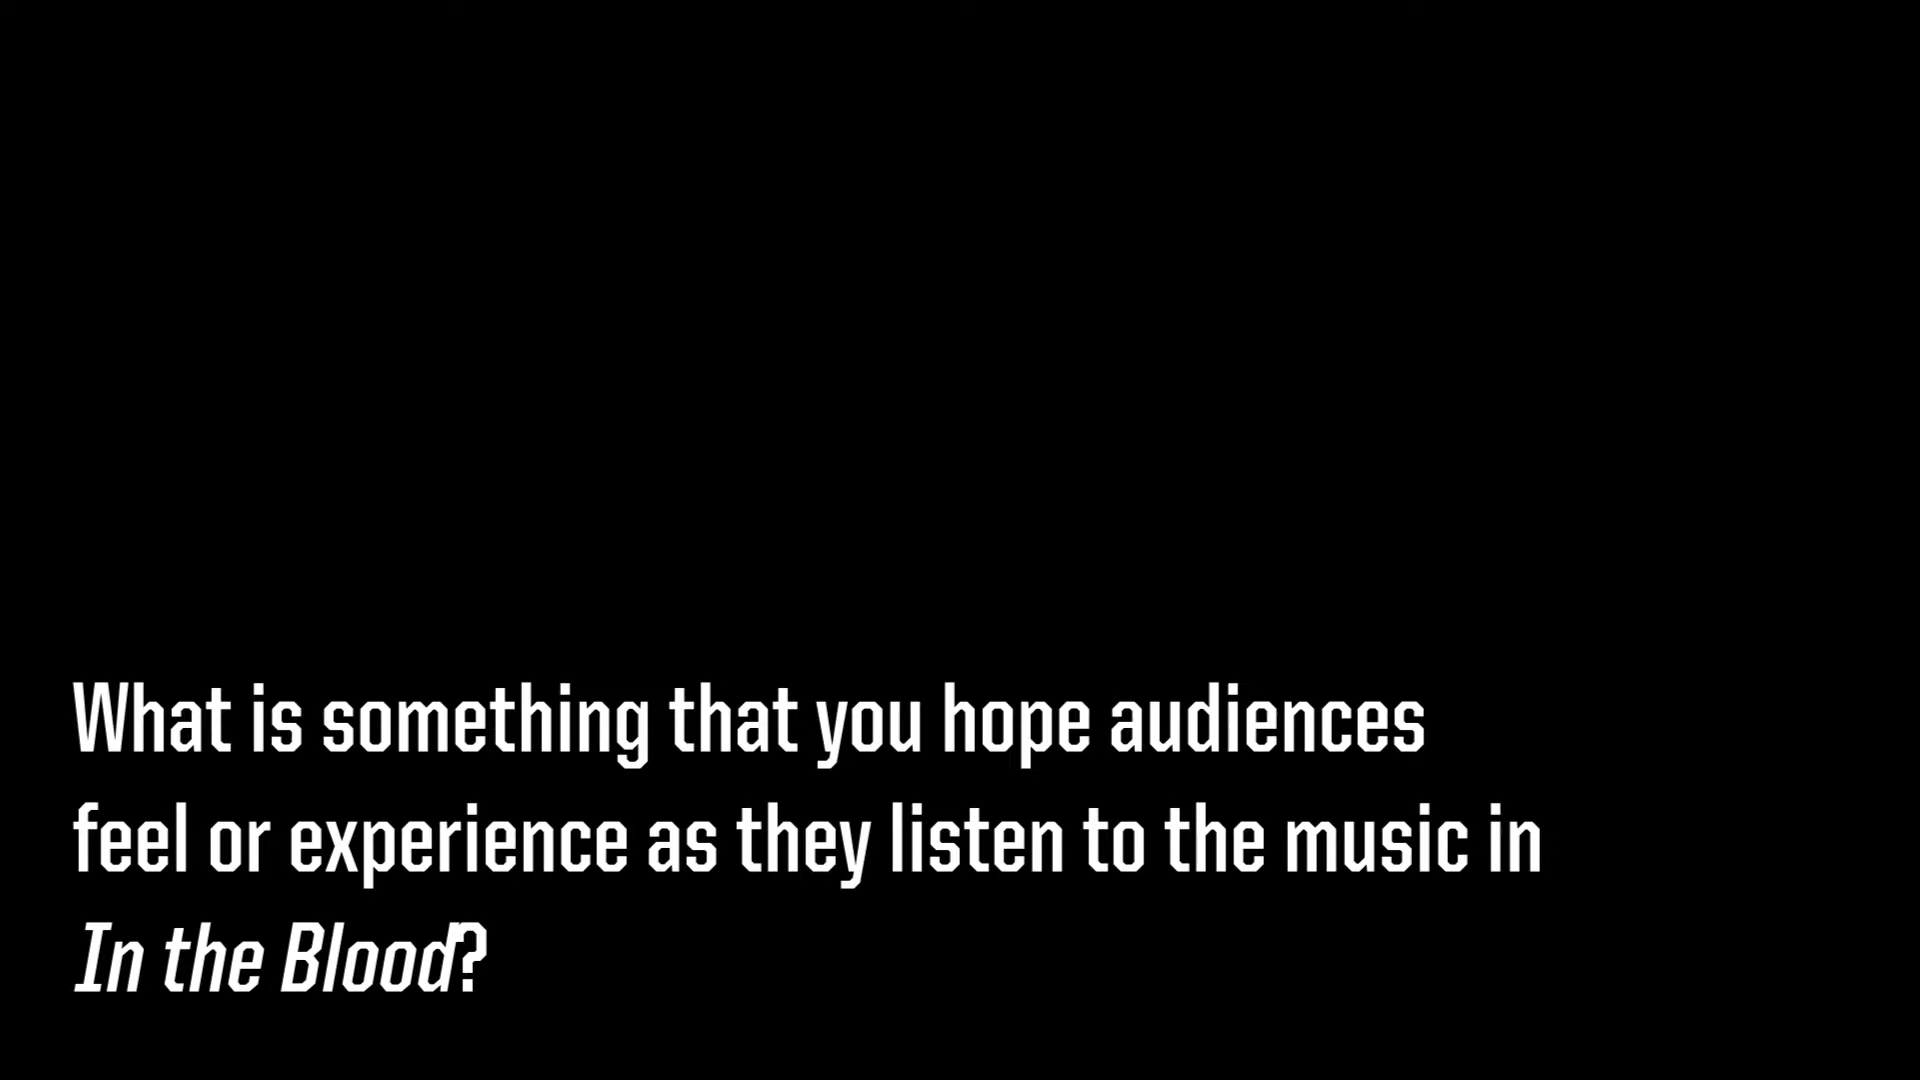 What is something that you hope audiences
feel or experience as they listen to the music in
In the Blood?